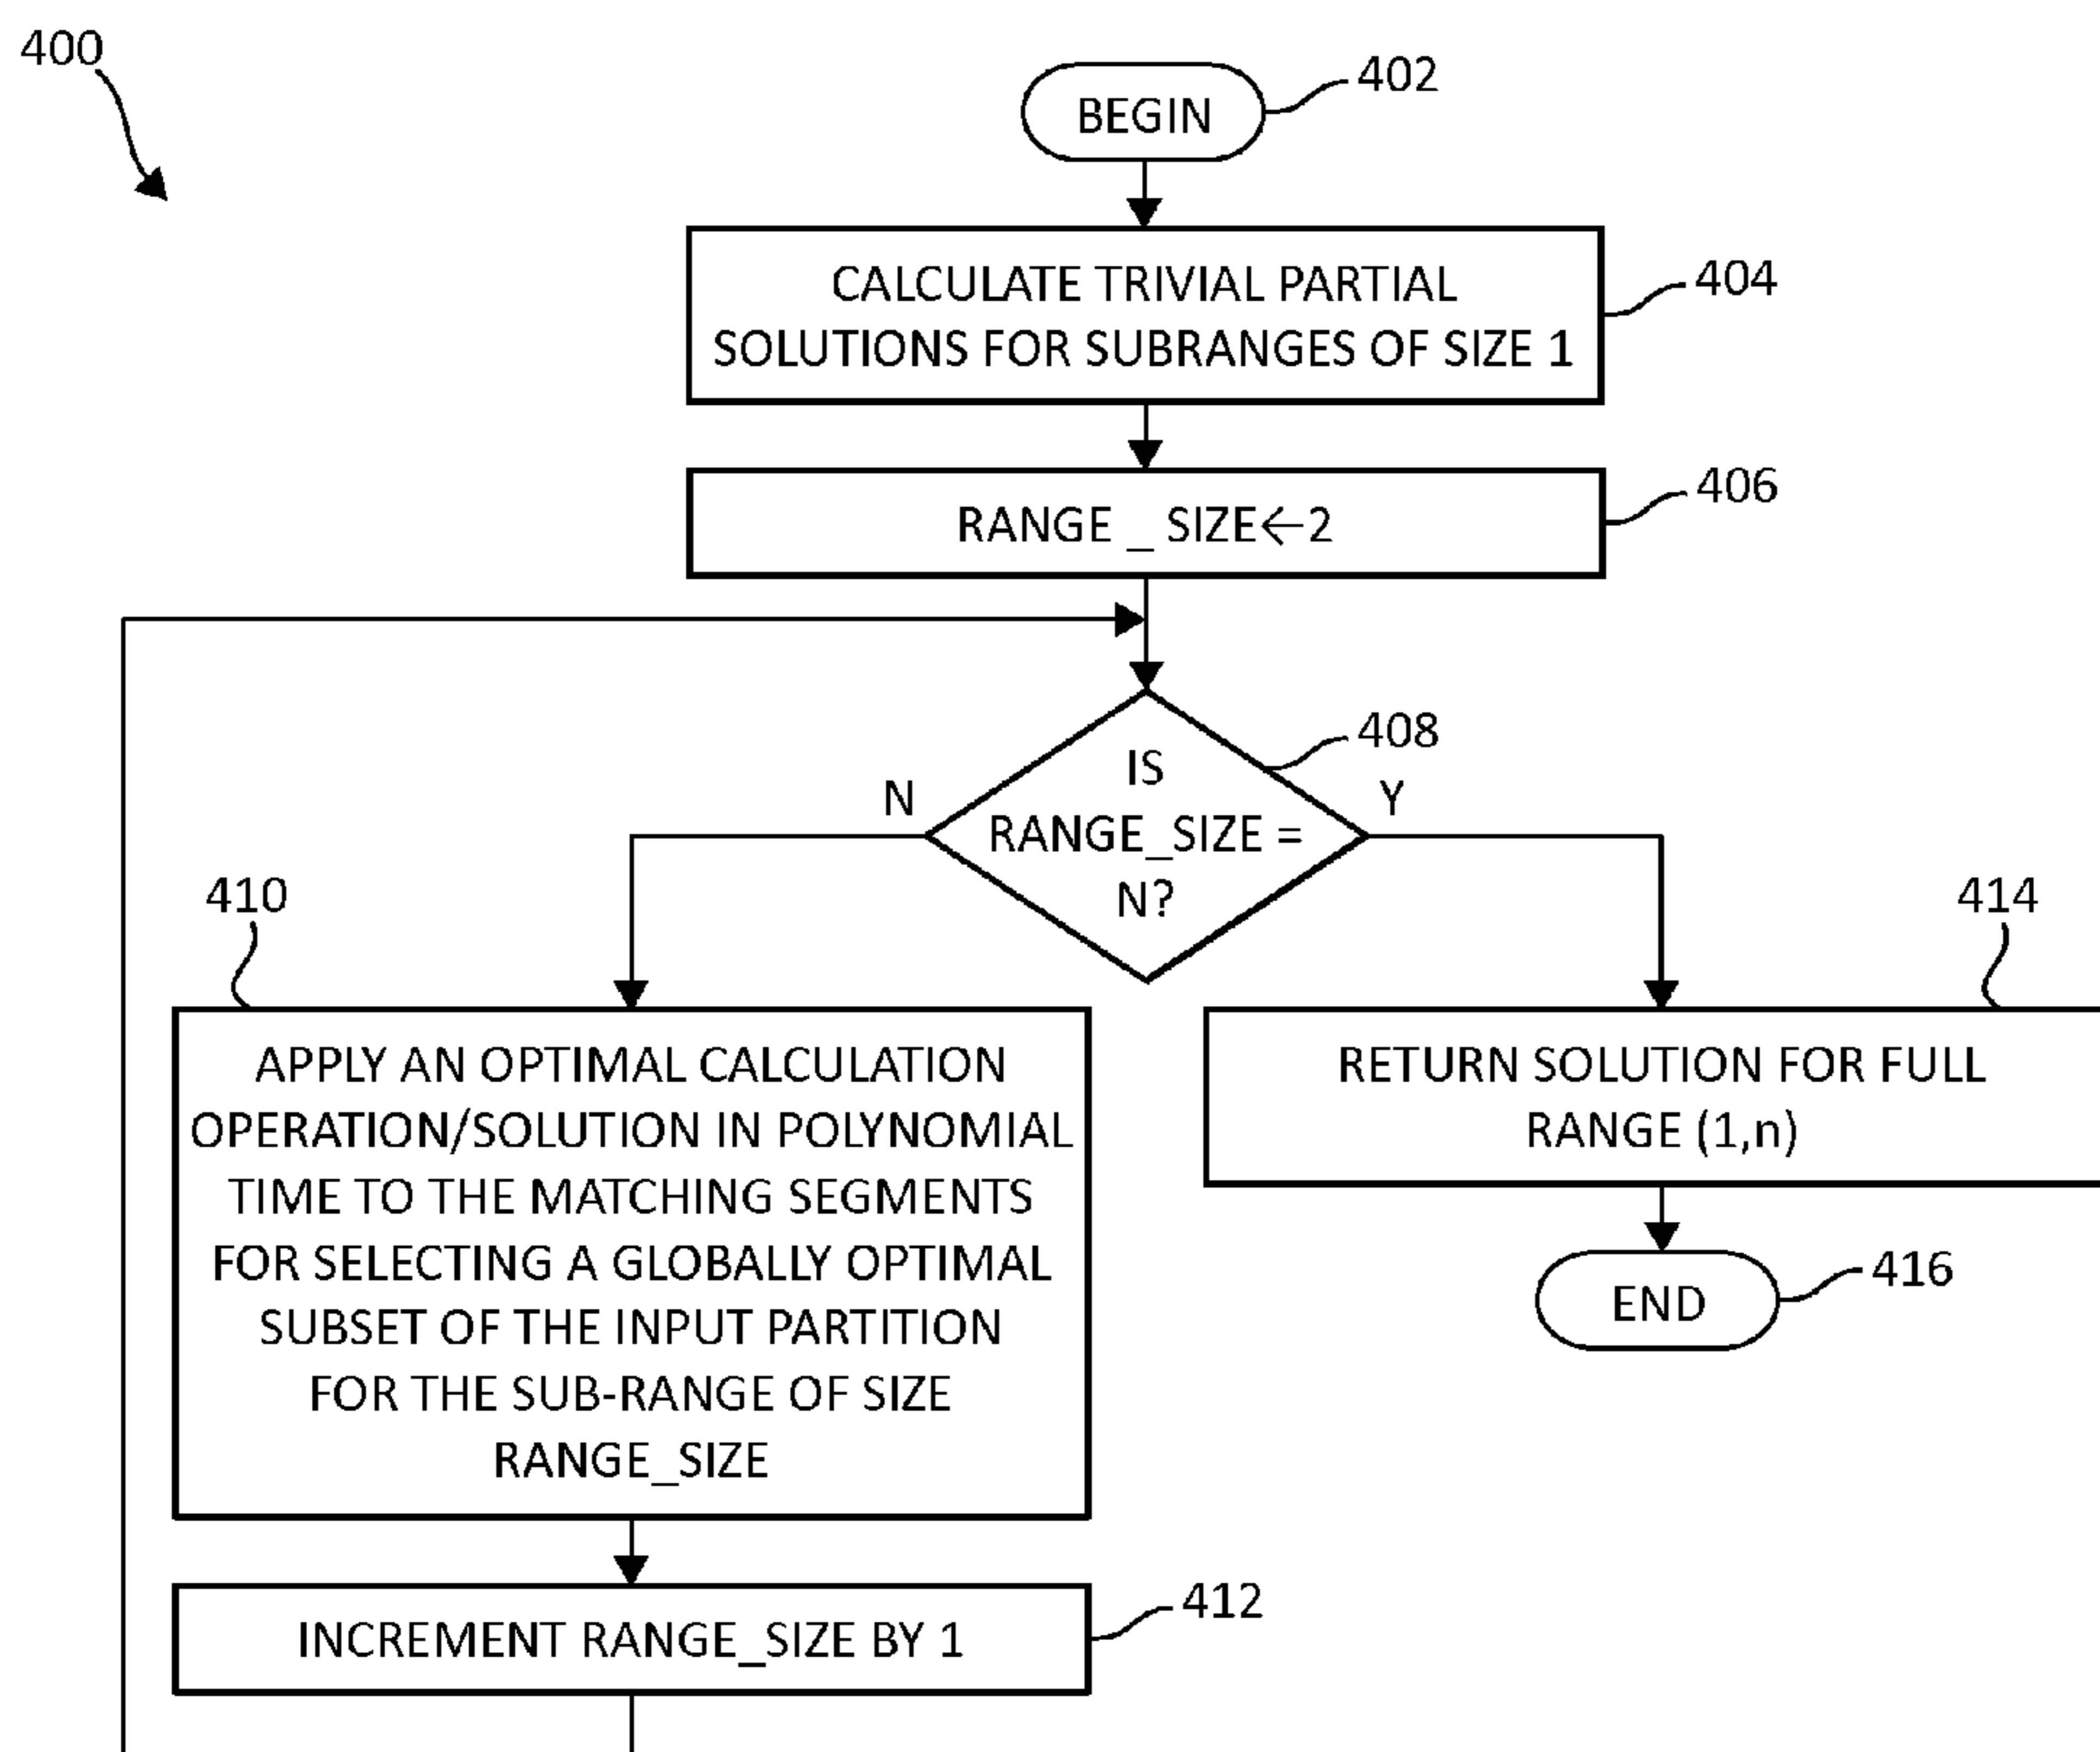 400
BEGIN
402
CALCULATE TRIVIAL PARTIAL
SOLUTIONS FOR SUBRANGES OF SIZE 1
404
RANGE _ SIZE←2
406
IS
RANGE_SIZE =
N?
408
N
Y
410
APPLY AN OPTIMAL CALCULATION
OPERATION/SOLUTION IN POLYNOMIAL
TIME TO THE MATCHING SEGMENTS
FOR SELECTING A GLOBALLY OPTIMAL
SUBSET OF THE INPUT PARTITION
FOR THE SUB-RANGE OF SIZE
RANGE_SIZE
414
RETURN SOLUTION FOR FULL
RANGE (1,n)
END
416
INCREMENT RANGE_SIZE BY 1
412